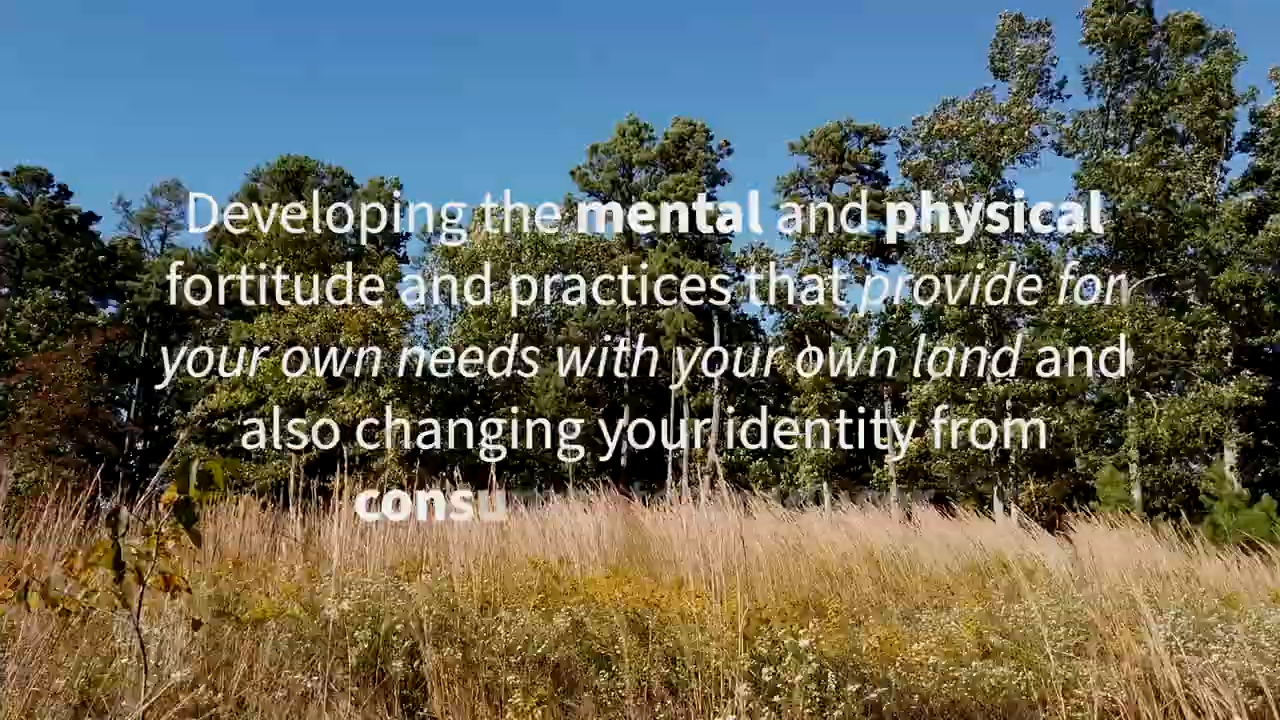 Developing the mental and physical
fortitude and practices that provide for
your own needs with your own land and
also changing your identity from
consu